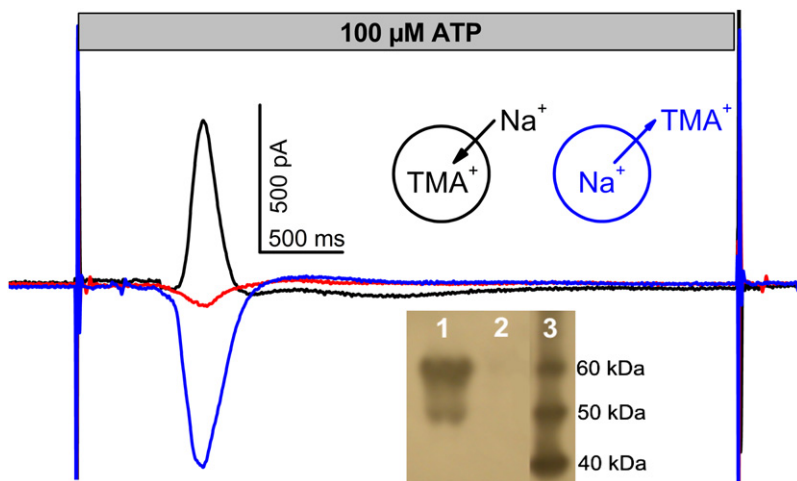 100 µM ATP
Na⁺
TMA⁺
TMA⁺
Na⁺
500 pA
500 ms
1 2 3
60 kDa
50 kDa
40 kDa